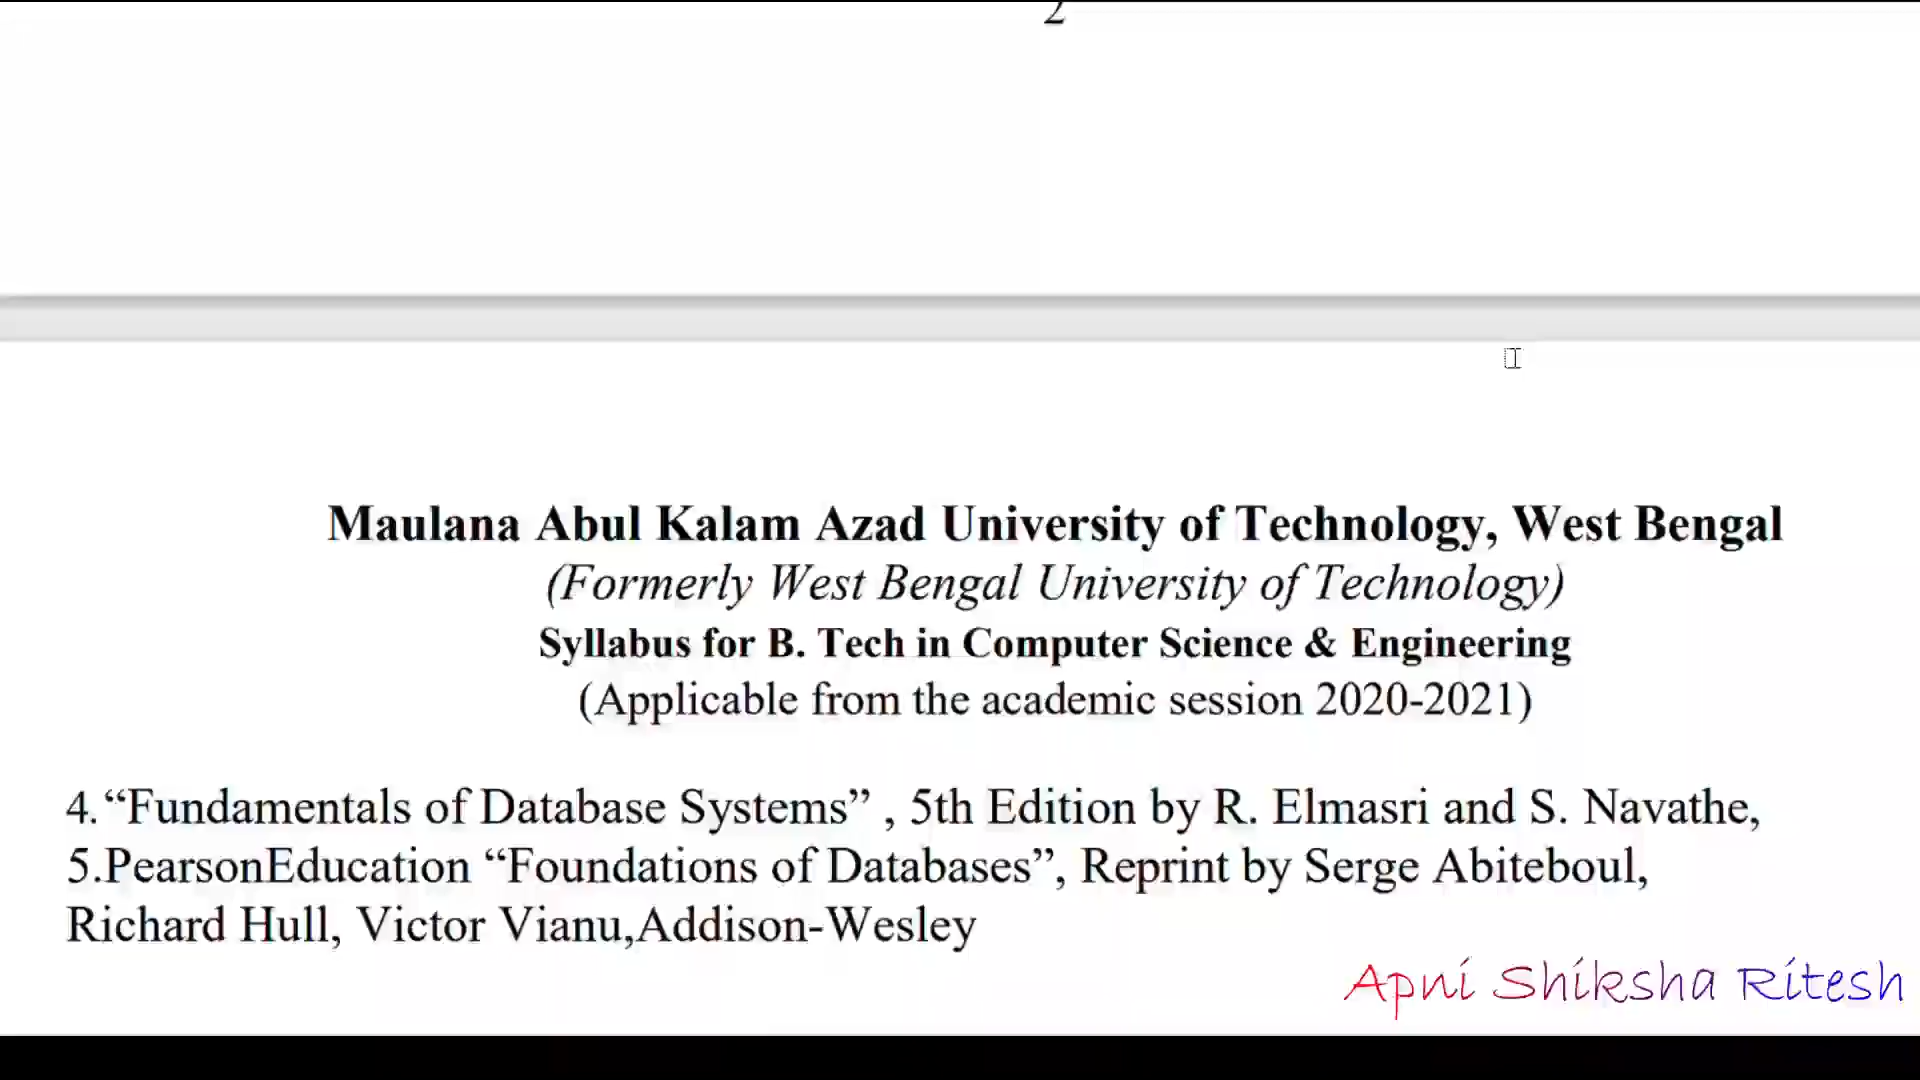 2
Maulana Abul Kalam Azad University of Technology, West Bengal
(Formerly West Bengal University of Technology)
Syllabus for B. Tech in Computer Science & Engineering
(Applicable from the academic session 2020-2021)
4.“Fundamentals of Database Systems” , 5th Edition by R. Elmasri and S. Navathe,
5.PearsonEducation “Foundations of Databases”, Reprint by Serge Abiteboul,
Richard Hull, Victor Vianu,Addison-Wesley
Apni Shiksha Ritesh